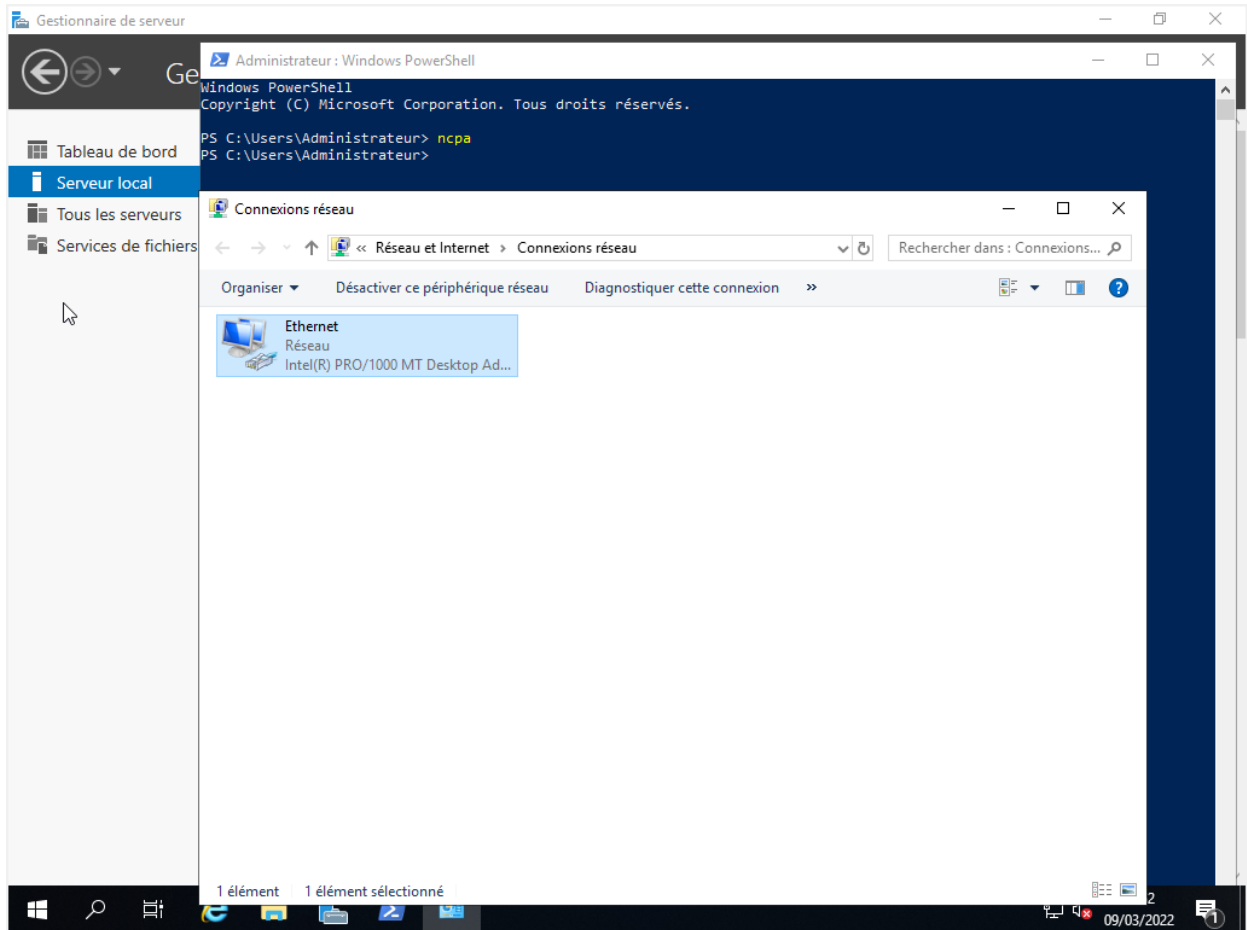 Gestionnaire de serveur
Ge
Administrateur : Windows PowerShell
Windows PowerShell
Copyright (C) Microsoft Corporation. Tous droits réservés.
PS C:\Users\Administrateur> ncpa
PS C:\Users\Administrateur>
Tableau de bord
Serveur local
Tous les serveurs
Services de fichiers
Connexions réseau
« Réseau et Internet > Connexions réseau
Rechercher dans : Connexions...
Organiser
Désactiver ce périphérique réseau
Diagnostiquer cette connexion
»
Ethernet
Réseau
Intel(R) PRO/1000 MT Desktop Ad...
1 élément
1 élément sélectionné
2
09/03/2022
1